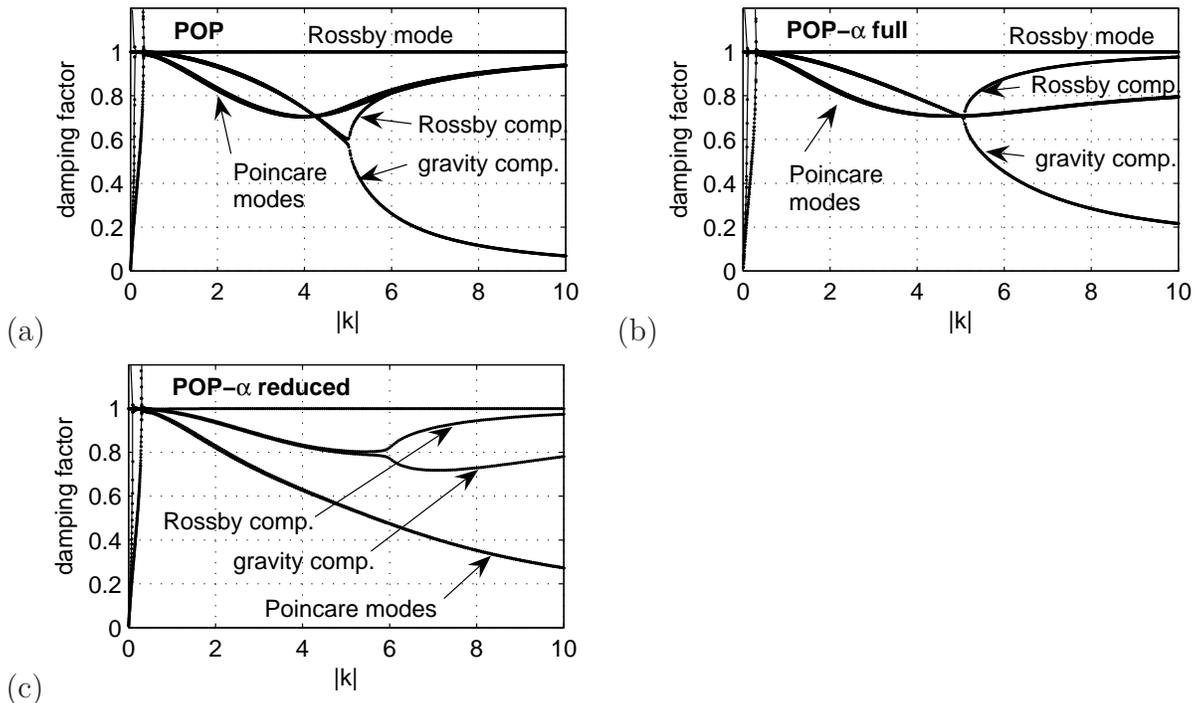 POP
Rossby mode
damping factor
1
0.8
0.6
0.4
0.2
0
Rossby comp.
gravity comp.
Poincare
modes
0 2 4 6 8 10
|k|
(a)
POP−α full
Rossby mode
damping factor
1
0.8
0.6
0.4
0.2
0
Rossby comp.
gravity comp.
Poincare
modes
0 2 4 6 8 10
|k|
(b)
POP−α reduced
damping factor
1
0.8
0.6
0.4
0.2
0
Rossby comp.
gravity comp.
Poincare modes
0 2 4 6 8 10
|k|
(c)